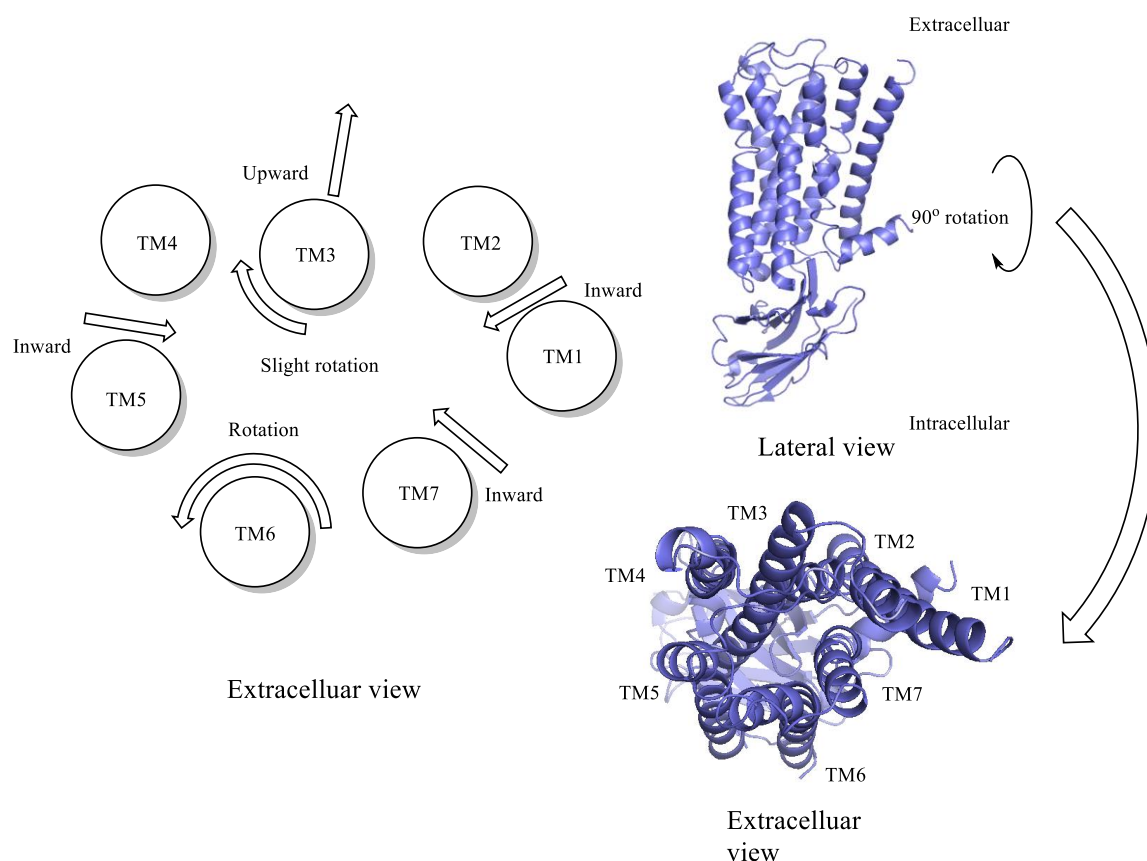 Extracelluar
Upward
TM4
TM3
TM2
90º rotation
Inward
Inward
TM1
TM5
Slight rotation
Rotation
Intracellular
Lateral view
TM7
Inward
TM6
TM3
TM2
TM4
TM1
TM5
TM7
Extracelluar view
TM6
Extracelluar
view